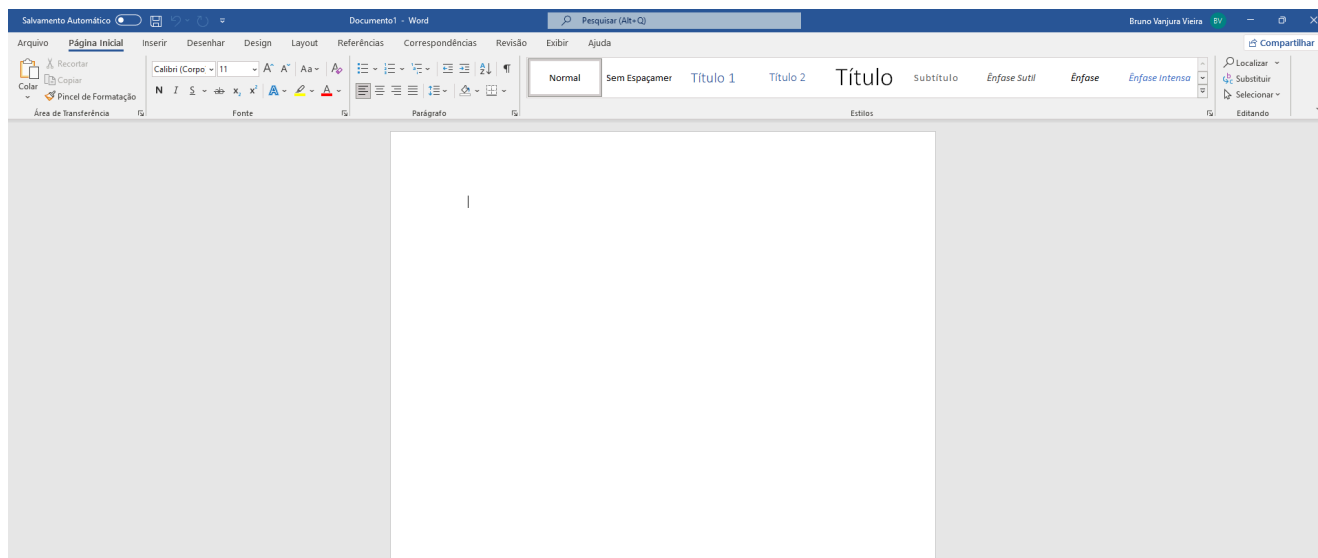 Salvamento Automático Documento1 - Word Pesquisar (Alt+Q) Bruno Vanjura Vieira BV
Arquivo Página Inicial Inserir Desenhar Design Layout Referências Correspondências Revisão Exibir Ajuda Compartilhar
Colar
Recortar
Copiar
Pincel de Formatação
Área de Transferência
Calibri (Corpo 11 A A Aa A
N I S ab x₂ x² A A
Fonte
Parágrafo
Normal Sem Espaçamer Título 1 Título 2 Título Subtítulo Ênfase Sutil Ênfase Ênfase Intensa
Estilos
Localizar
Substituir
Selecionar
Editando